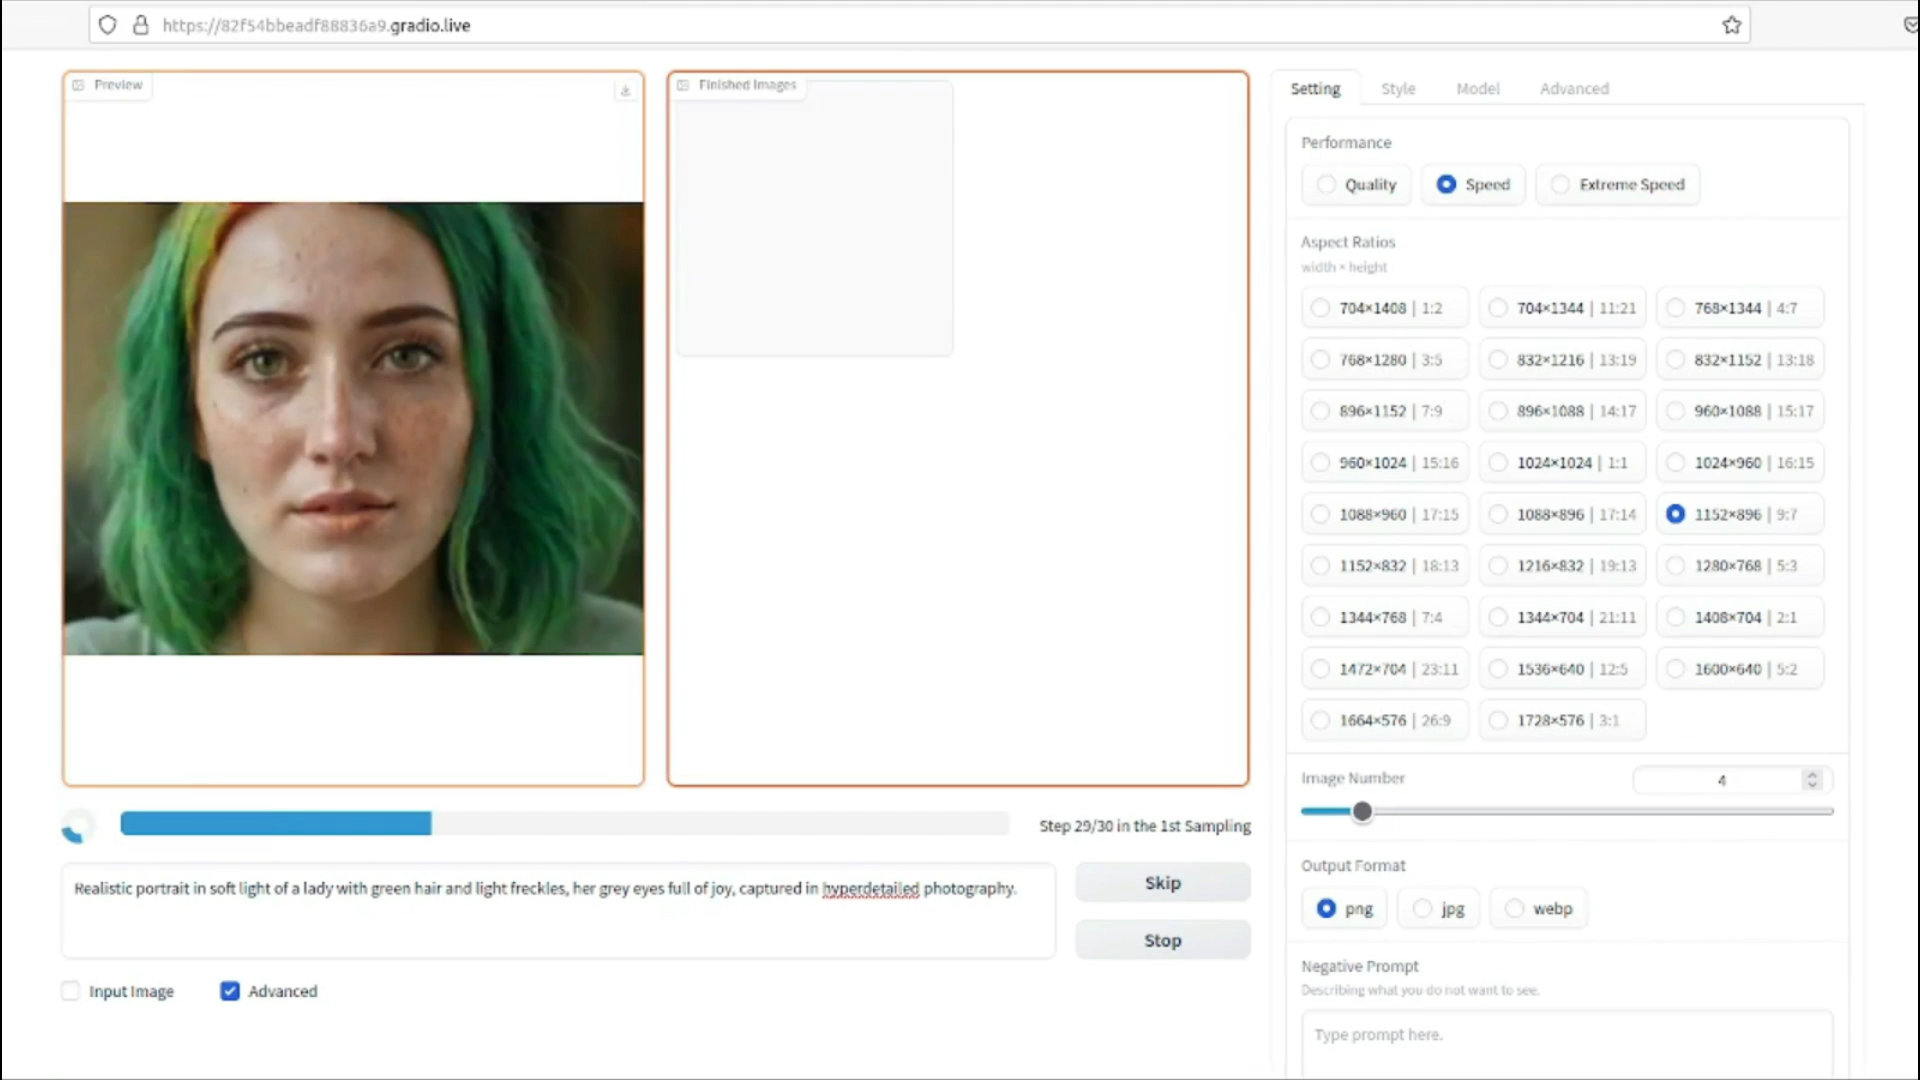 https://82f54bbeadf88836a9.gradio.live
Preview
Finished Images
Setting Style Model Advanced
Performance
Quality Speed Extreme Speed
Aspect Ratios
width × height
704×1408 | 1:2 704×1344 | 11:21 768×1344 | 4:7
768×1280 | 3:5 832×1216 | 13:19 832×1152 | 13:18
896×1152 | 7:9 896×1088 | 14:17 960×1088 | 15:17
960×1024 | 15:16 1024×1024 | 1:1 1024×960 | 16:15
1088×960 | 17:15 1088×896 | 17:14 1152×896 | 9:7
1152×832 | 18:13 1216×832 | 19:13 1280×768 | 5:3
1344×768 | 7:4 1344×704 | 21:11 1408×704 | 2:1
1472×704 | 23:11 1536×640 | 12:5 1600×640 | 5:2
1664×576 | 26:9 1728×576 | 3:1
Image Number 4
Step 29/30 in the 1st Sampling
Realistic portrait in soft light of a lady with green hair and light freckles, her grey eyes full of joy, captured in hyperdetailed photography.
Skip
Stop
Input Image Advanced
Output Format
png jpg webp
Negative Prompt
Describing what you do not want to see.
Type prompt here.